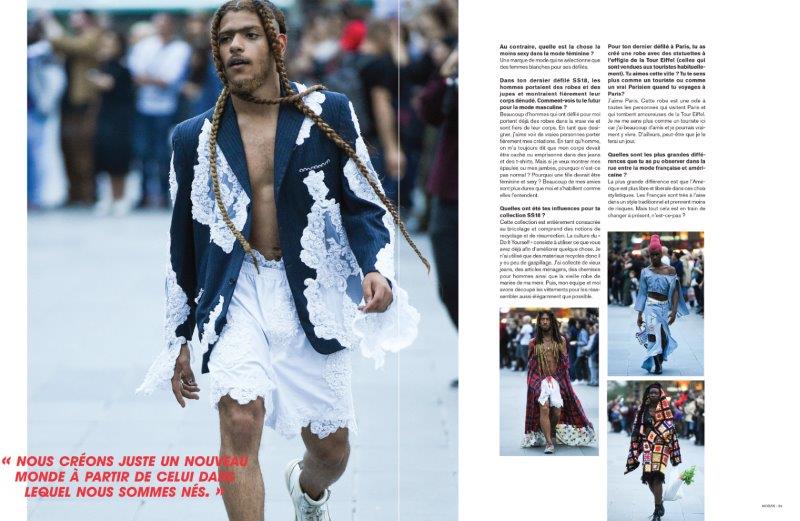 « NOUS CRÉONS JUSTE UN NOUVEAU
MONDE À PARTIR DE CELUI DANS
LEQUEL NOUS SOMMES NÉS. »
Au contraire, quelle est la chose la
moins sexy dans la mode féminine ?
Une marque de mode qui ne sélectionne que
des femmes blanches pour ses défilés.
Dans ton dernier défilé SS18, les
hommes portaient des robes et des
jupes et montraient fièrement leur
corps dénudé. Comment-vois tu le futur
pour la mode masculine ?
Beaucoup d'hommes qui ont défilé pour moi
portent déjà des robes dans la vraie vie et
sont fiers de leur corps. En tant que desi-
gner, j'aime voir de vraies personnes porter
fièrement mes créations. En tant qu'homme,
on m'a toujours dit que mon corps devait
être caché ou emprisonné dans des jeans
et des t-shirts. Mais si je veux montrer mes
épaules ou mes jambes, pourquoi n'est-ce
pas normal ? Pourquoi une fille devrait être
féminine et sexy ? Beaucoup de mes amies
sont plus dures que moi et s'habillent comme
elles l'entendent.
Quelles ont été tes influences pour ta
collection SS18 ?
Cette collection est entièrement consacrée
au bricolage et comprend des notions de
recyclage et de résurrection. La culture du «
Do It Yourself » consiste à utiliser ce que vous
avez déjà afin d'améliorer quelque chose. Je
n'ai utilisé que des matériaux recyclés donc il
y a peu de gaspillage. J'ai collecté de vieux
jeans, des articles ménagers, des chemises
pour hommes ainsi que la vieille robe de
mariée de ma mère. Puis, mon équipe et moi
avons découpé les vêtements pour les réas-
sembler aussi élégamment que possible.
Pour ton dernier défilé à Paris, tu as
créé une robe avec des statuettes à
l'effigie de la Tour Eiffel (celles qui
sont vendues aux touristes habituelle-
ment). Tu aimes cette ville ? Tu te sens
plus comme un touriste ou comme
un vrai Parisien quand tu voyages à
Paris?
J'aime Paris. Cette robe est une ode à
toutes les personnes qui visitent Paris et
qui tombent amoureuses de la Tour Eiffel.
Je ne me sens plus comme un touriste ici
car j'ai beaucoup d'amis et je pourrais vrai-
ment y vivre. D'ailleurs, peut-être que je le
ferai un jour.
Quelles sont les plus grandes diffé-
rences que tu as pu observer dans la
rue entre la mode française et améri-
caine ?
La plus grande différence est que l'Amé-
rique est plus libre et libérale dans ces choix
stylistiques. Les Français sont très à l'aise
dans un style traditionnel et prennent moins
de risques. Mais tout cela est en train de
changer à présent, n'est-ce-pas ?